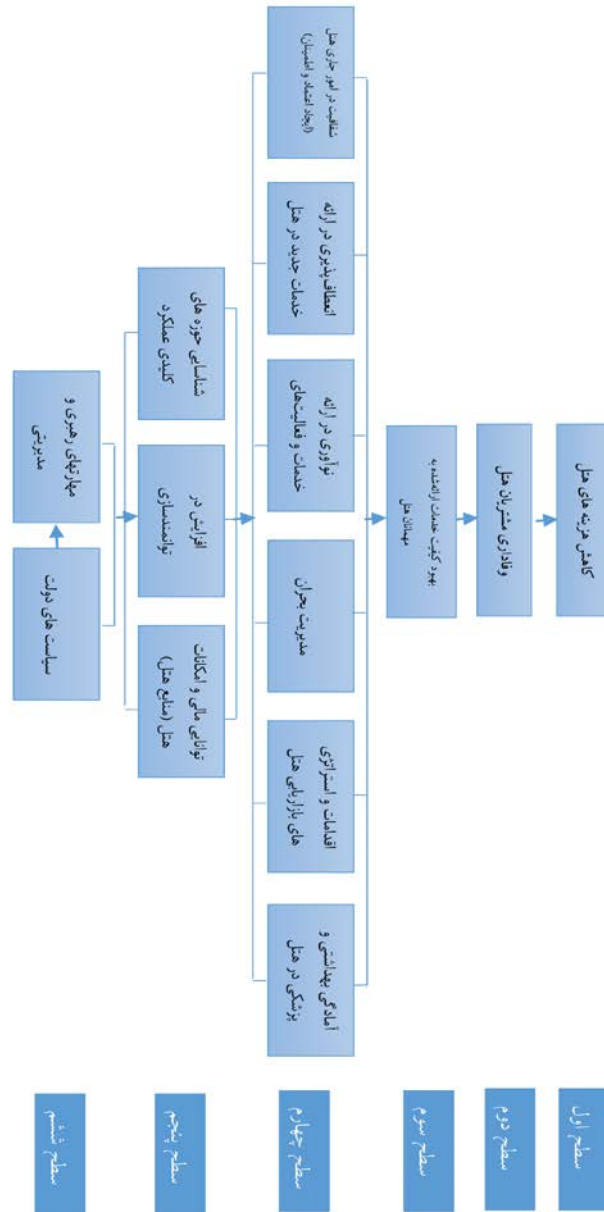 سطح اول
کاهش هزینه های هتل
سطح دوم
وفاداری مشتریان هتل
سطح سوم
بهبود کیفیت خدمات ارائه‌شده به
مهمانان هتل
سطح چهارم
آمادگی بهداشتی و
پزشکی در هتل
اقدامات و استراتژی
های بازاریابی هتل
مدیریت بحران
نوآوری در ارائه
خدمات و فعالیت‌های
انعطاف‌پذیری در ارائه
خدمات جدید در هتل
شفافیت در امور جاری هتل
(ایجاد اعتماد و اطمینان)
سطح پنجم
توانایی مالی و امکانات
هتل (منابع هتل)
افزایش در
توانمندسازی
شناسایی حوزه های
کلیدی عملکرد
سطح ششم
سیاست های دولت
مهارتهای رهبری و
مدیریتی